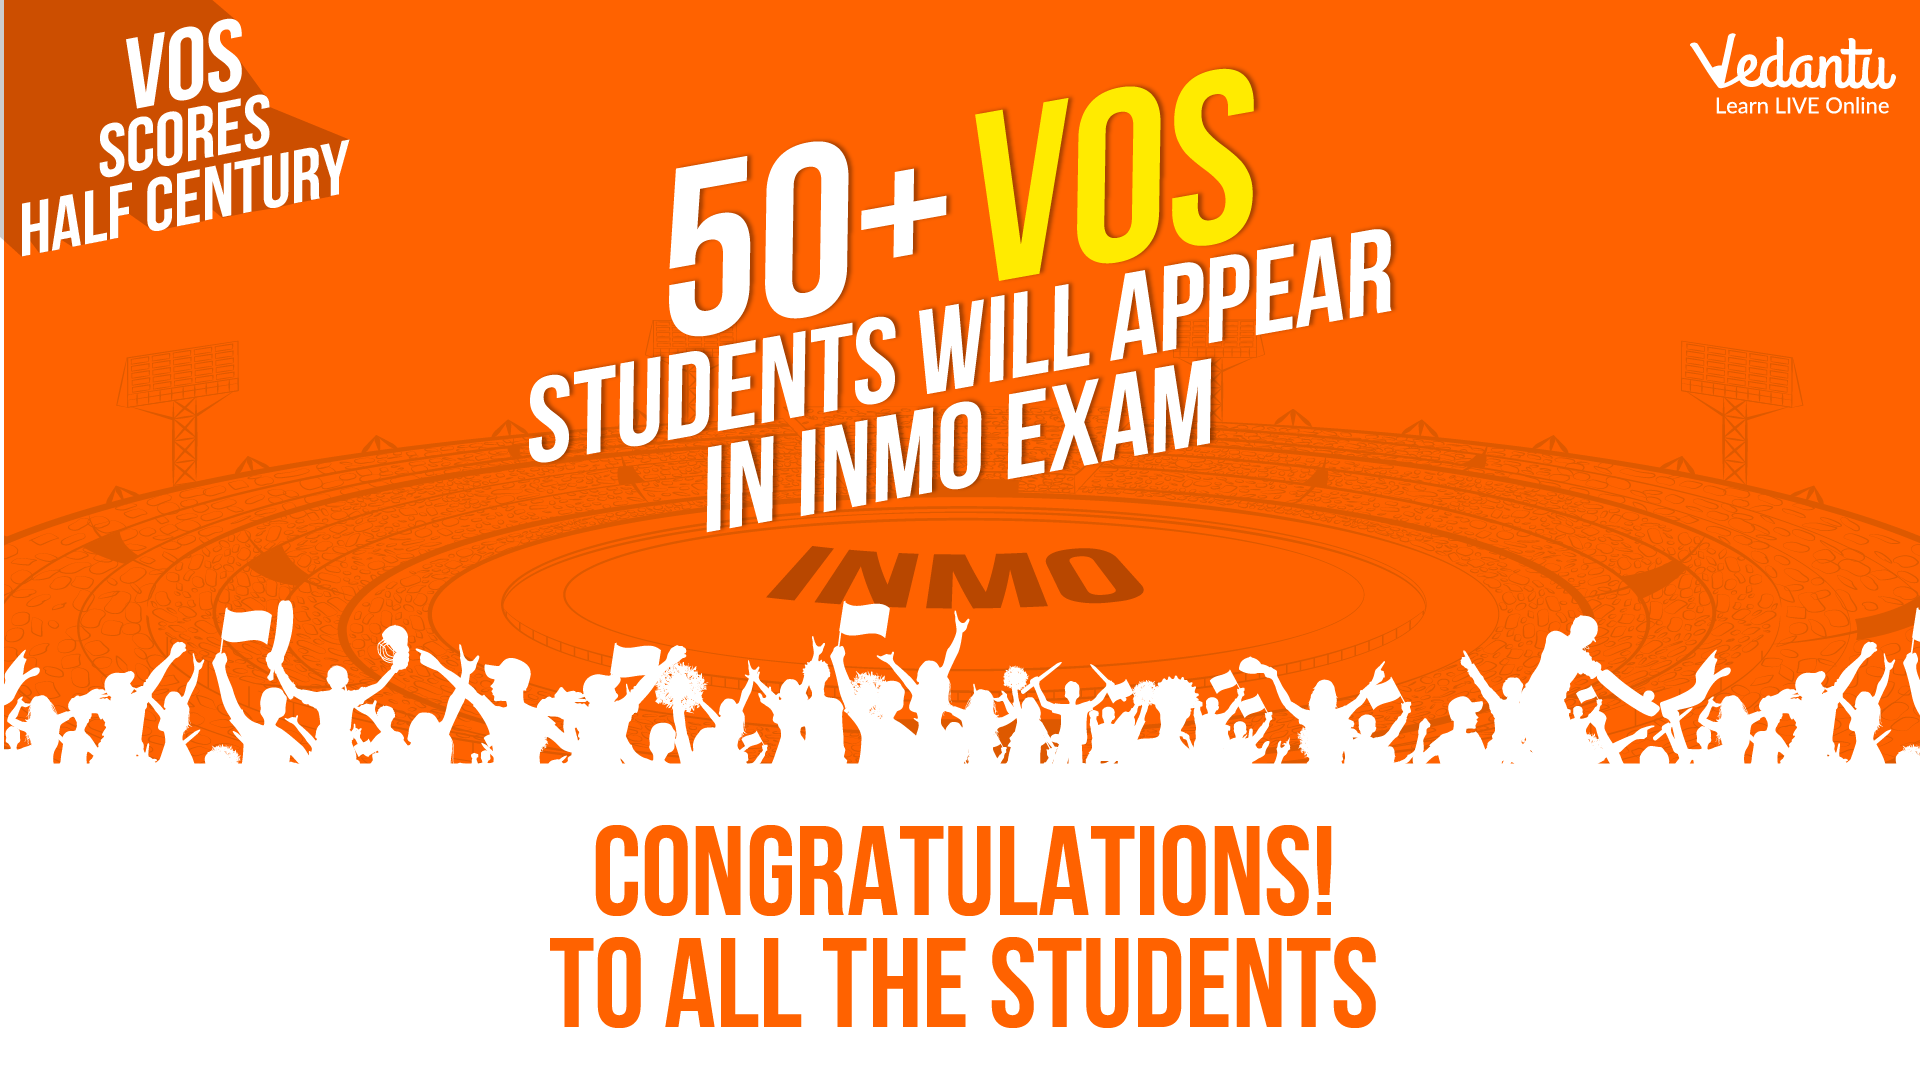 VOS
SCORES
HALF CENTURY
Vedantu
Learn LIVE Online
50+ VOS
STUDENTS WILL APPEAR
IN INMO EXAM
INMO
CONGRATULATIONS!
TO ALL THE STUDENTS